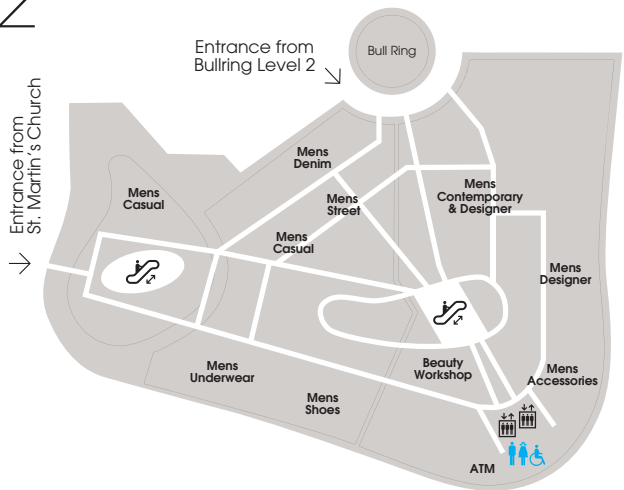 2
Entrance from
Bullring Level 2
Bull Ring
Entrance from
St. Martin's Church
Mens
Denim
Mens
Casual
Mens
Street
Mens
Contemporary
& Designer
Mens
Casual
Mens
Designer
Mens
Underwear
Beauty
Workshop
Mens
Accessories
Mens
Shoes
ATM